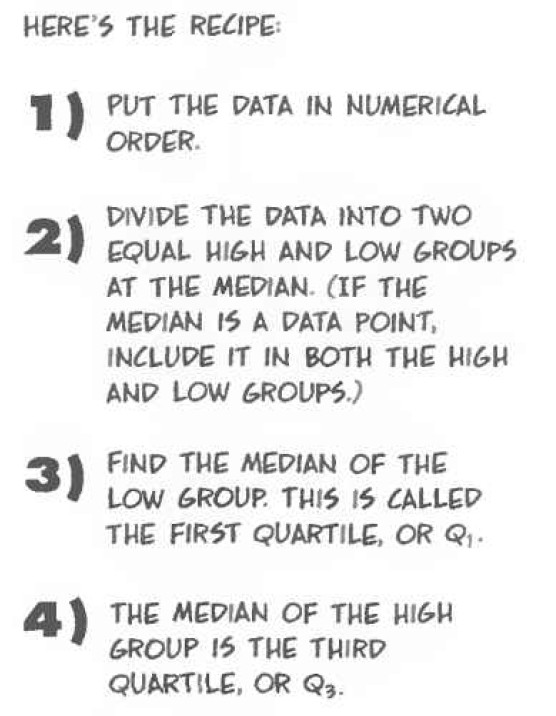 HERE'S THE RECIPE:
1) PUT THE DATA IN NUMERICAL
ORDER.
2) DIVIDE THE DATA INTO TWO
EQUAL HIGH AND LOW GROUPS
AT THE MEDIAN. (IF THE
MEDIAN IS A DATA POINT,
INCLUDE IT IN BOTH THE HIGH
AND LOW GROUPS.)
3) FIND THE MEDIAN OF THE
LOW GROUP. THIS IS CALLED
THE FIRST QUARTILE, OR Q₁.
4) THE MEDIAN OF THE HIGH
GROUP IS THE THIRD
QUARTILE, OR Q₃.